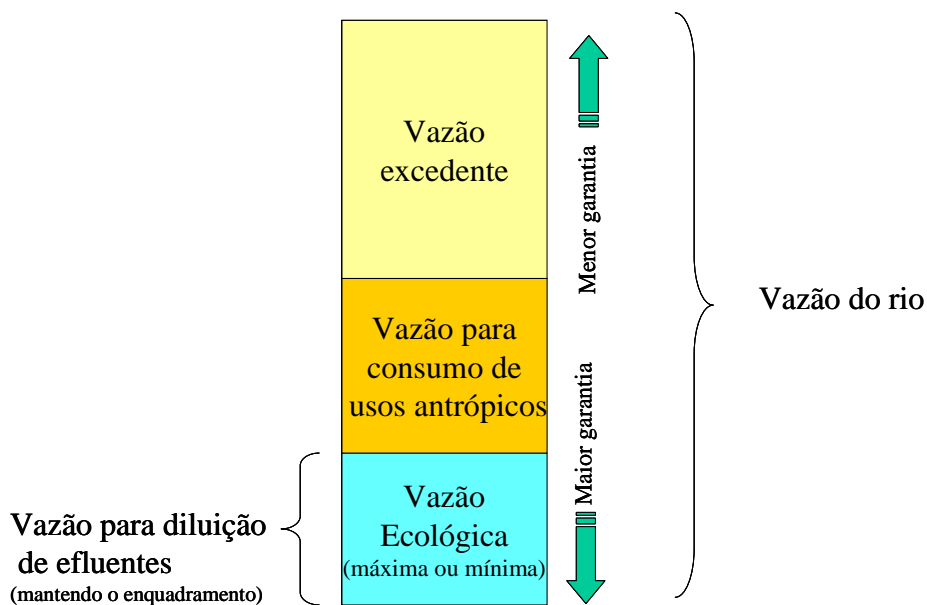 Vazão
excedente
Menor garantia
Vazão do rio
Vazão para
consumo de
usos antrópicos
Maior garantia
Vazão
Ecológica
(máxima ou mínima)
Vazão para diluição
de efluentes
(mantendo o enquadramento)